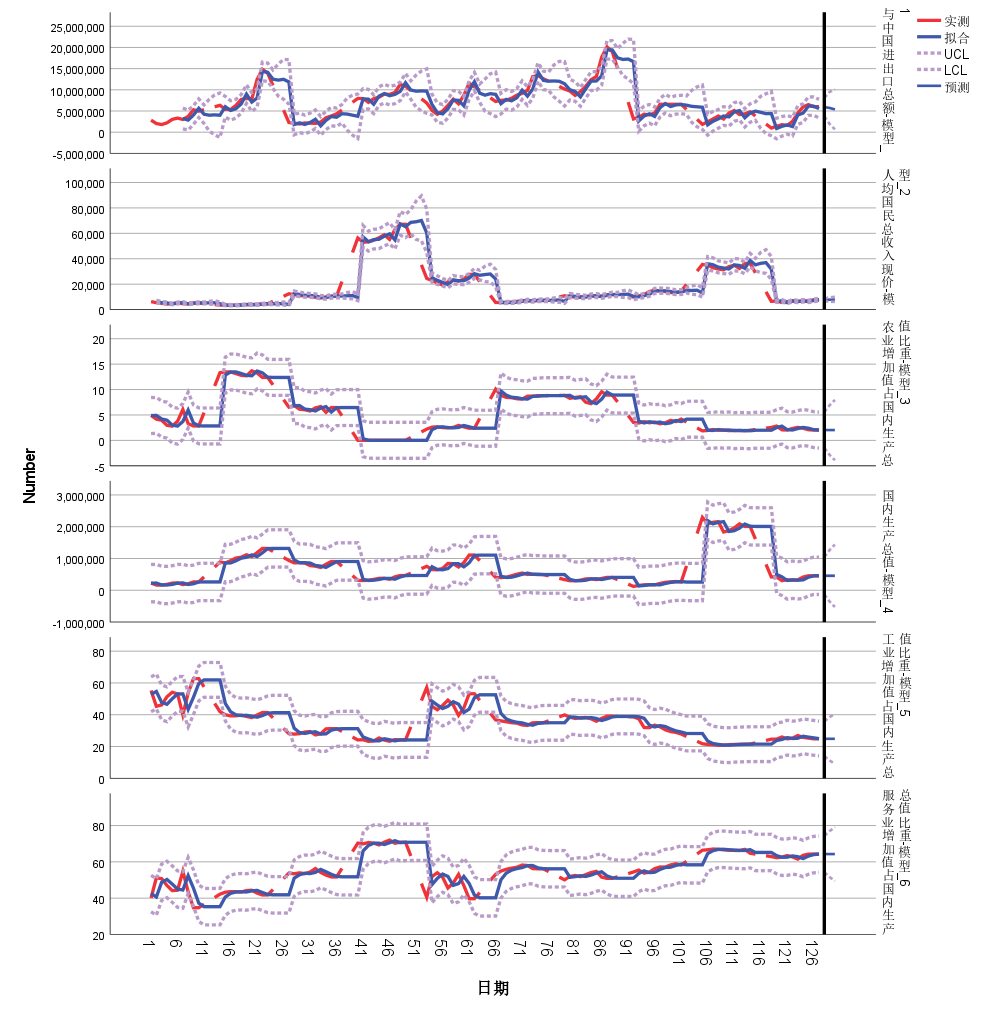 25,000,000
20,000,000
15,000,000
10,000,000
5,000,000
0
-5,000,000
与中国进出口总额-模型_
1
实测
拟合
UCL
LCL
预测
100,000
80,000
60,000
40,000
20,000
0
人均国民总收入现价-模
型_2
20
15
10
5
0
-5
农业增加值占国内生产总
值比重-模型_3
Number
3,000,000
2,000,000
1,000,000
0
-1,000,000
国内生产总值-模型_4
80
60
40
20
0
工业增加值占国内生产总
值比重-模型_5
80
60
40
20
服务业增加值占国内生产
总值比重-模型_6
1 6 11 16 21 26 31 36 41 46 51 56 61 66 71 76 81 86 91 96 101 106 111 116 121 126
日期